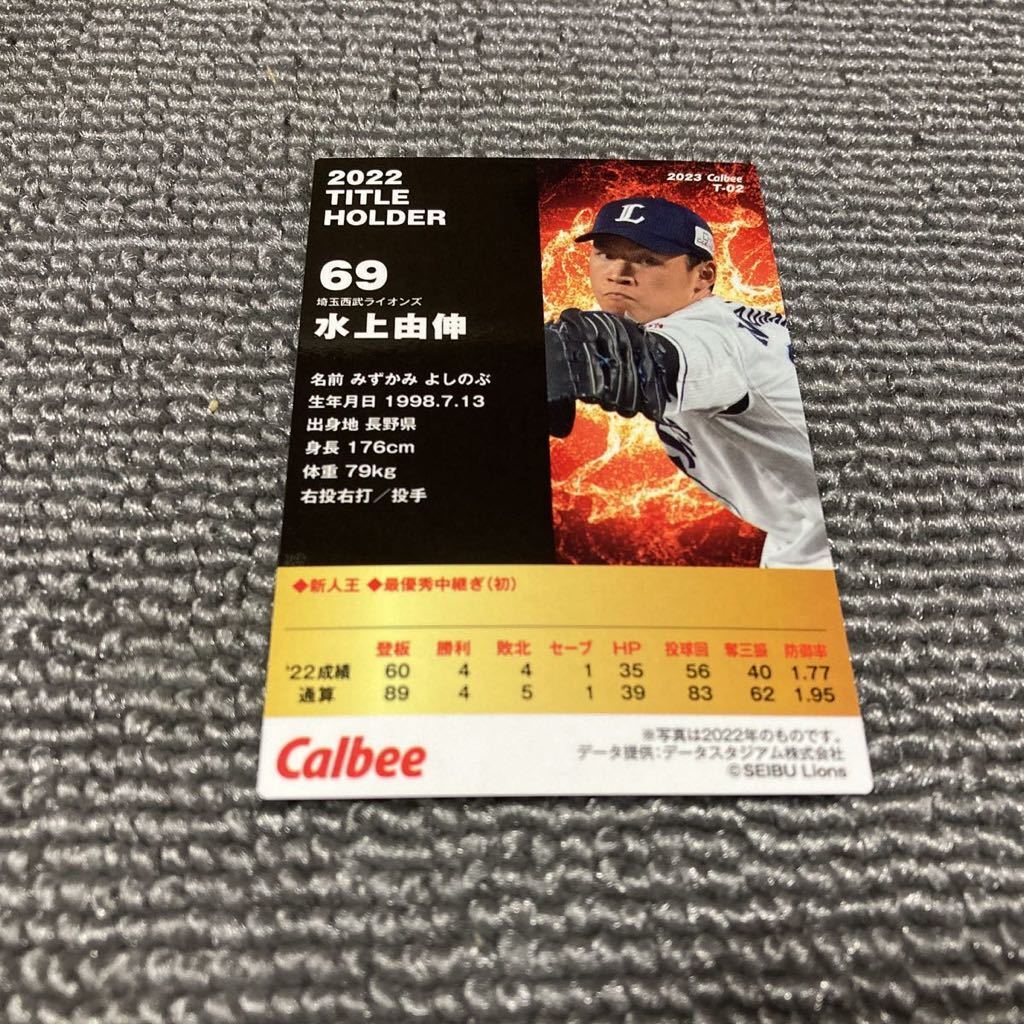 2022
TITLE
HOLDER
2023 Calbee
T-02
L
69
埼玉西武ライオンズ
水上由伸
名前 みずかみ よしのぶ
生年月日 1998.7.13
出身地 長野県
身長 176cm
体重 79kg
右投右打／投手
◆新人王 ◆最優秀中継ぎ(初)
登板 勝利 敗北 セーブ HP 投球回 奪三振 防御率
'22成績 60 4 4 1 35 56 40 1.77
通算 89 4 5 1 39 83 62 1.95
Calbee
※写真は2022年のものです。
データ提供：データスタジアム株式会社
©SEIBU Lions